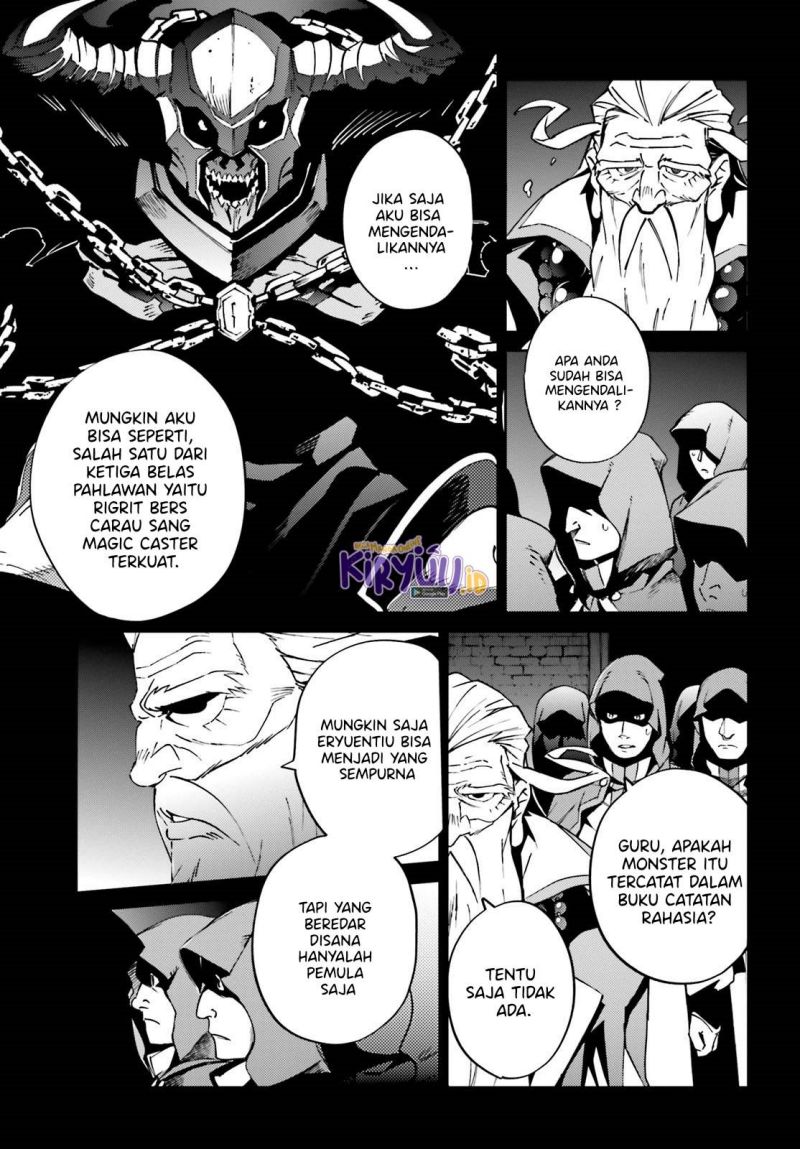 APA ANDA
SUDAH BISA
MENGENDALI-
KANNYA ?
JIKA SAJA
AKU BISA
MENGENDA-
LIKANNYA
...
MUNGKIN AKU
BISA SEPERTI,
SALAH SATU DARI
KETIGA BELAS
PAHLAWAN YAITU
RIGRIT BERS
CARAU SANG
MAGIC CASTER
TERKUAT.
KIRYUU.id
GURU, APAKAH
MONSTER ITU
TERCATAT DALAM
BUKU CATATAN
RAHASIA?
TENTU
SAJA TIDAK
ADA.
MUNGKIN SAJA
ERYUENTIU BISA
MENJADI YANG
SEMPURNA
TAPI YANG
BEREDAR
DISANA
HANYALAH
PEMULA
SAJA